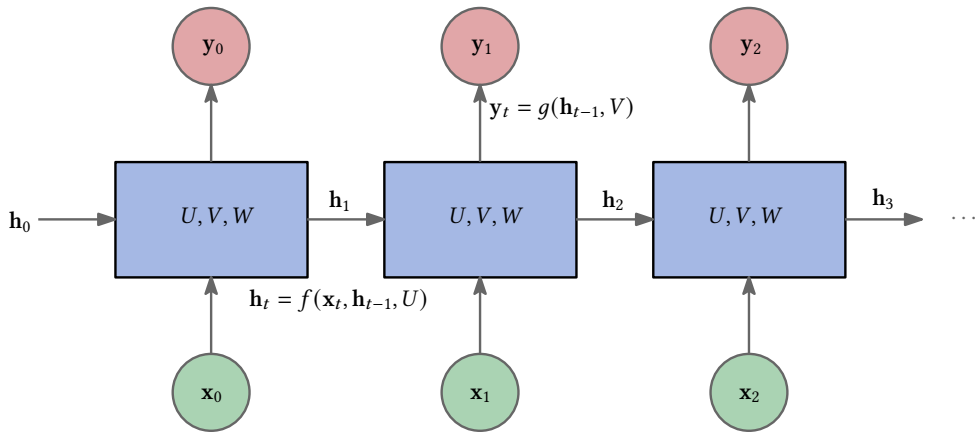 y₀ y₁ y₂
yₜ = g(hₜ₋₁, V)
h₀ U, V, W h₁ U, V, W h₂ U, V, W h₃ ⋯
hₜ = f(xₜ, hₜ₋₁, U)
x₀ x₁ x₂